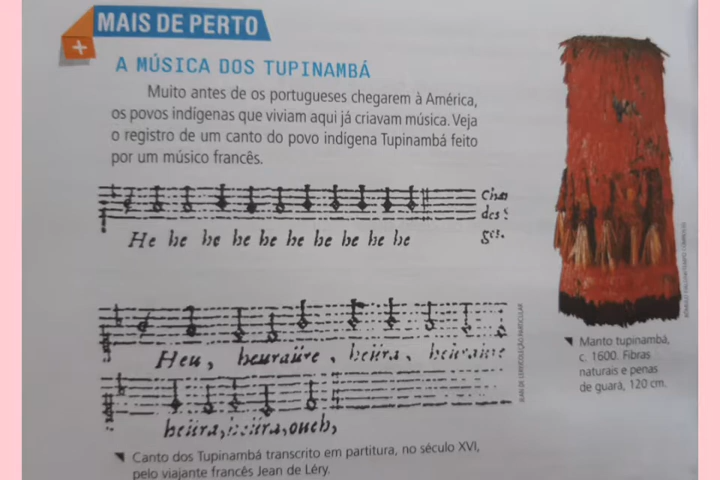 MAIS DE PERTO
+
A MÚSICA DOS TUPINAMBÁ
Muito antes de os portugueses chegarem à América,
os povos indígenas que viviam aqui já criavam música. Veja
o registro de um canto do povo indígena Tupinambá feito
por um músico francês.
He he he he he he he he he he
des
ges.
Heu, heuraüre, heüra, heüraüre
heüra, heüra, oueh,
Canto dos Tupinambá transcrito em partitura, no século XVI,
pelo viajante francês Jean de Léry.
Manto tupinambá,
c. 1600. Fibras
naturais e penas
de guará, 120 cm.